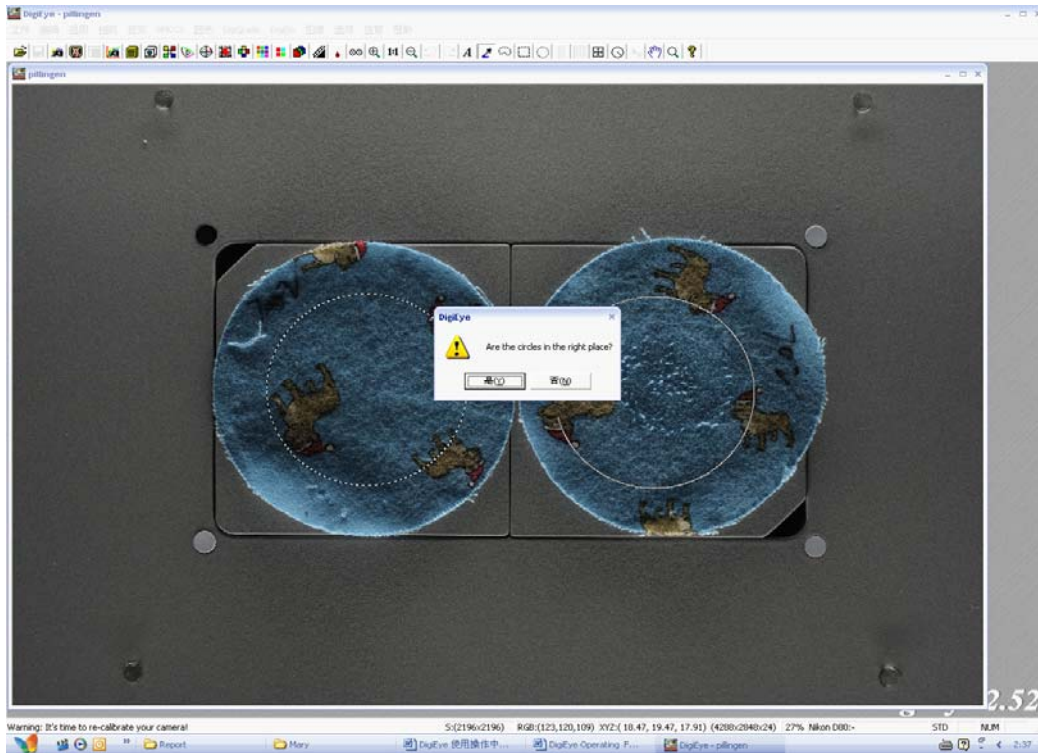 DigiEye - pillingen
A
pillingen
DigiEye
Are the circles in the right place?
是(Y)
否(N)
2.52
Warning: It's time to re-calibrate your camera!
S:(2196x2196)
RGB:(123,120,109) XYZ:( 18.47, 19.47, 17.91) (4288x2848x24) 27% Nikon D80:-
STD
NUM
Report
Mary
DigiEye 使用操作中...
DigiEye Operating P...
DigiEye - pillingen
2:37